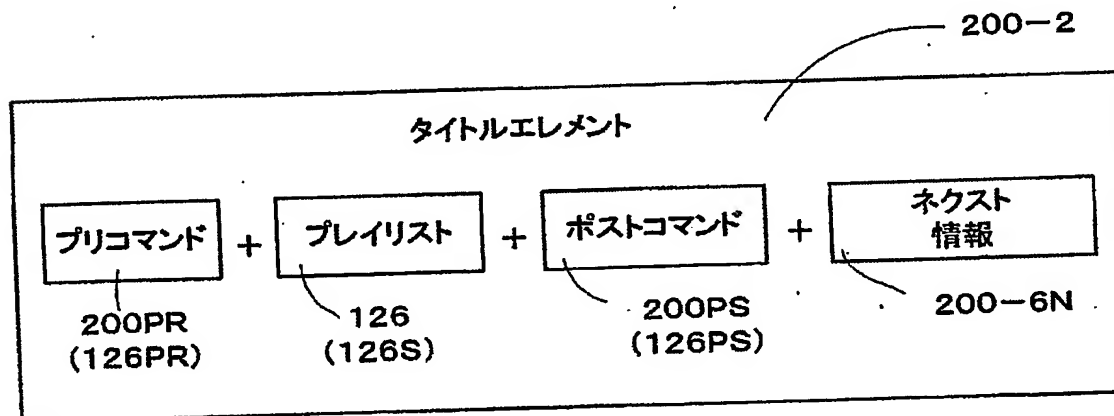 200-2
タイトルエレメント
プリコマンド + プレイリスト + ポストコマンド + ネクスト情報
200PR 126 200PS 200-6N
(126PR) (126S) (126PS)